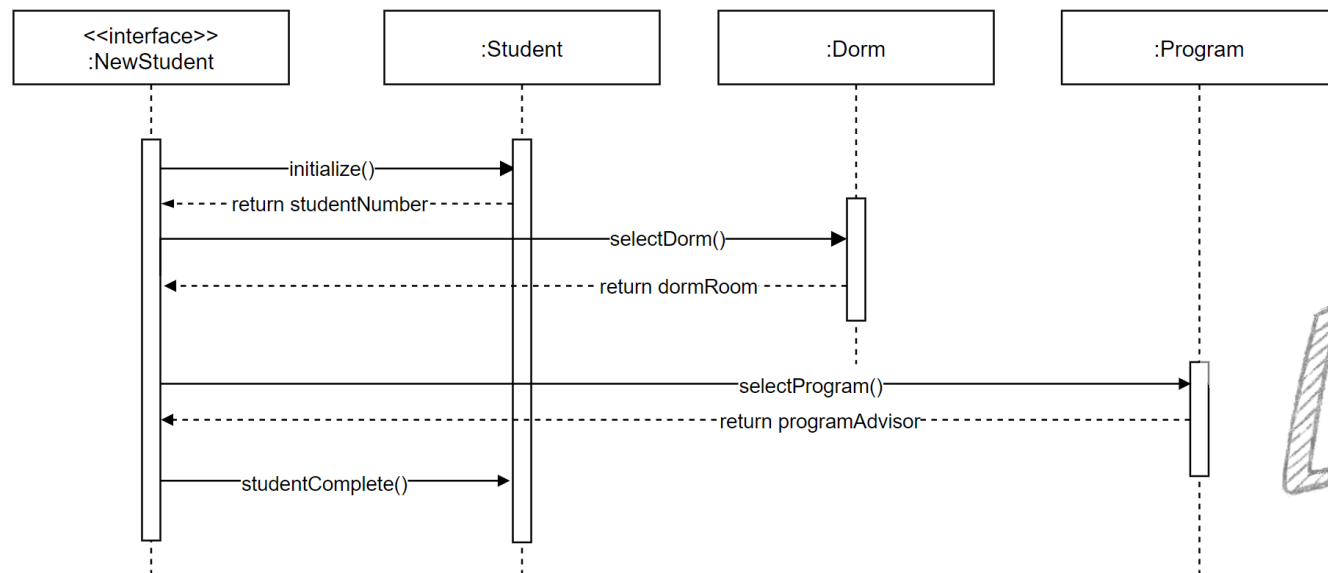 <<interface>>
:NewStudent
:Student
:Dorm
:Program
initialize()
return studentNumber
selectDorm()
return dormRoom
selectProgram()
return programAdvisor
studentComplete()